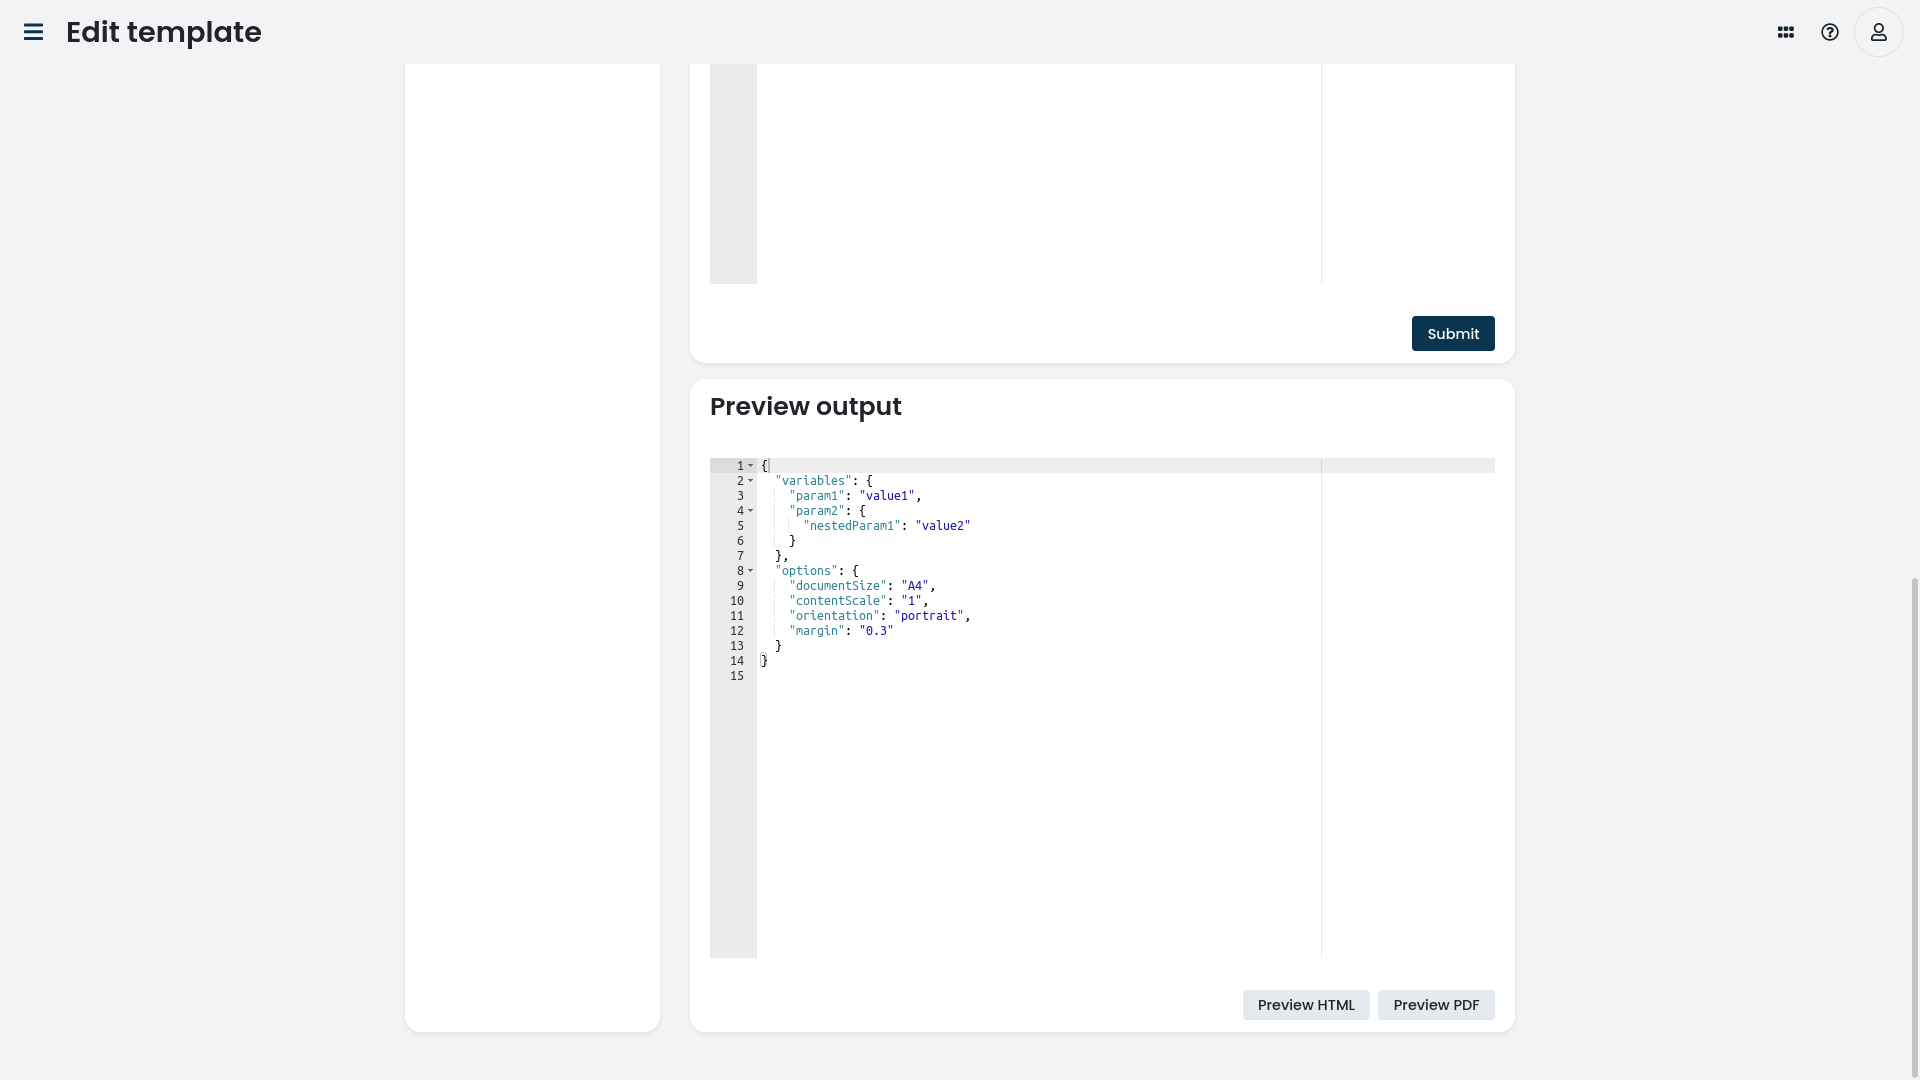 Edit template
Submit
Preview output
1 {
2   "variables": {
3     "param1": "value1",
4     "param2": {
5       "nestedParam1": "value2"
6     }
7   },
8   "options": {
9     "documentSize": "A4",
10     "contentScale": "1",
11     "orientation": "portrait",
12     "margin": "0.3"
13   }
14 }
15
Preview HTML
Preview PDF